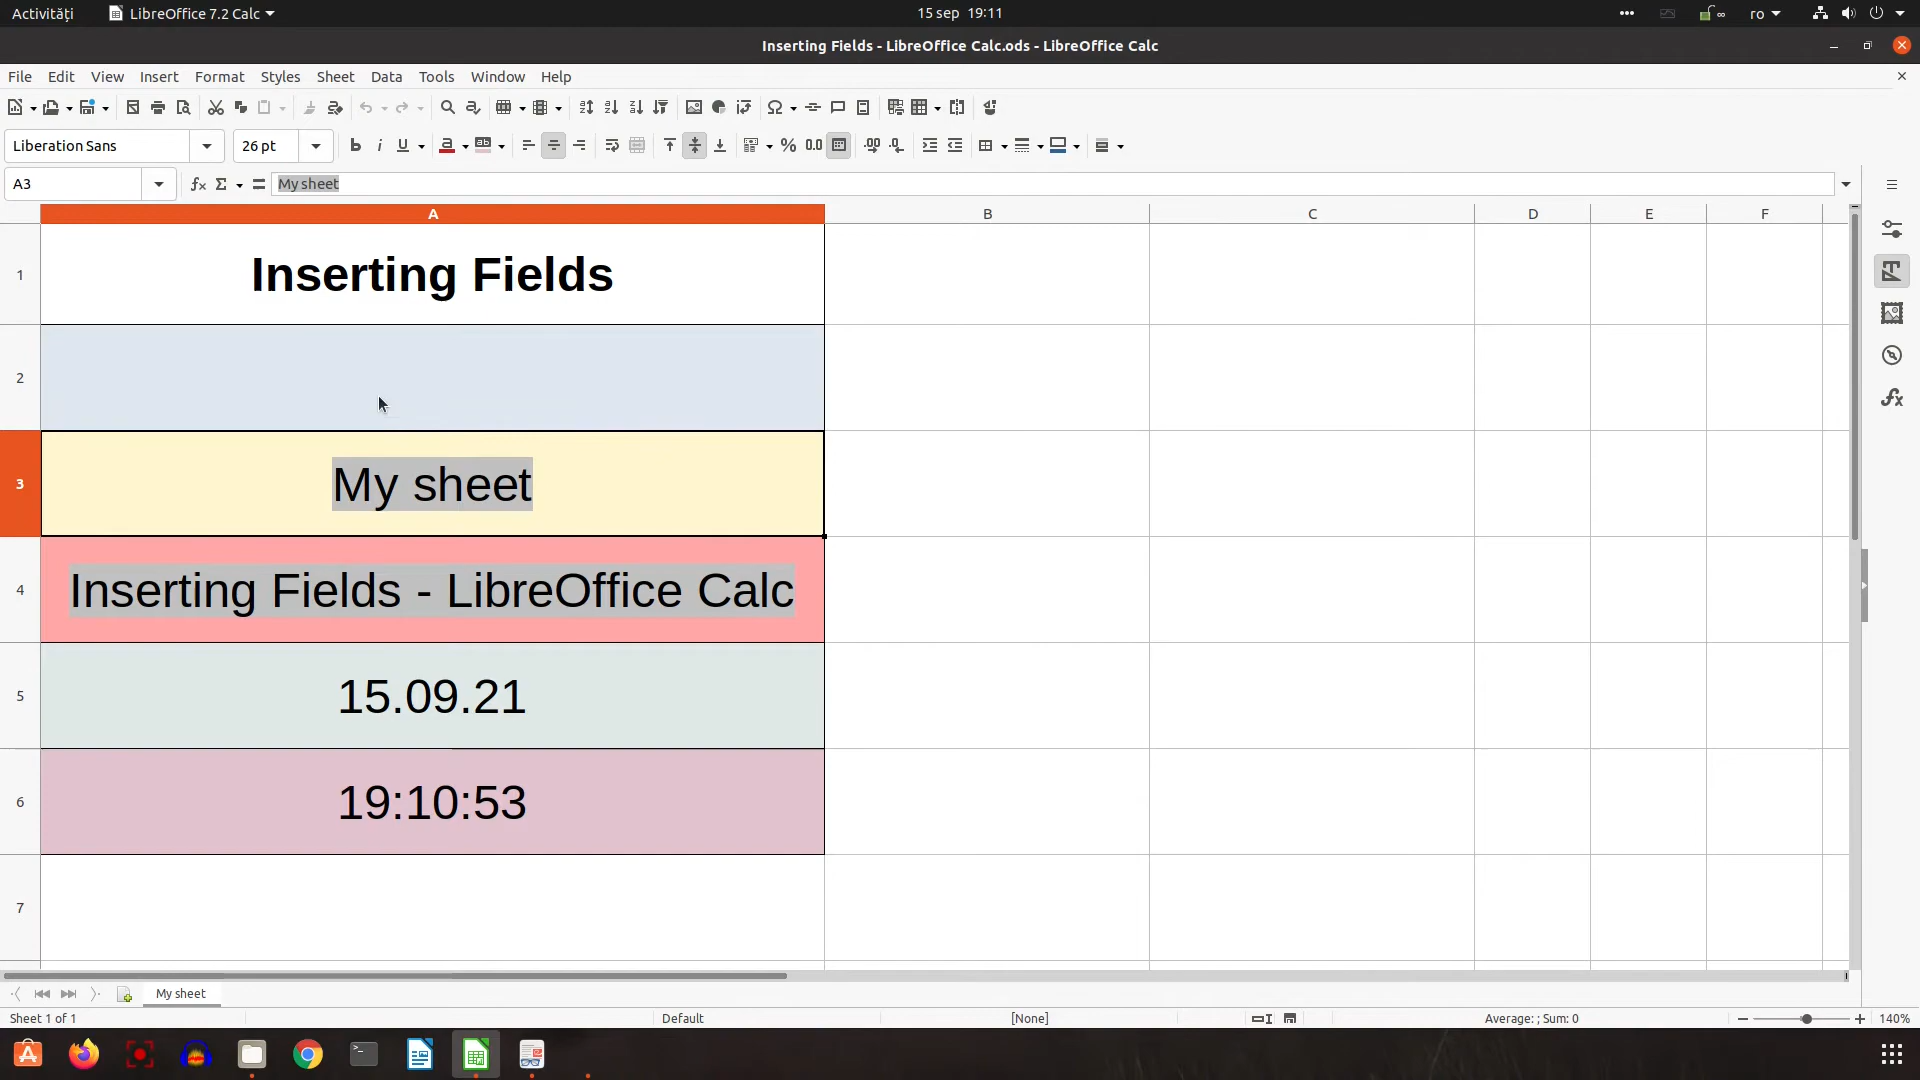 Activități LibreOffice 7.2 Calc 15 sep 19:11 ro
Inserting Fields - LibreOffice Calc.ods - LibreOffice Calc
File Edit View Insert Format Styles Sheet Data Tools Window Help
Liberation Sans 26 pt
A3 My sheet
A B C D E F
1 Inserting Fields
2
3 My sheet
4 Inserting Fields - LibreOffice Calc
5 15.09.21
6 19:10:53
7
My sheet
Sheet 1 of 1 Default [None] Average: ; Sum: 0 140%